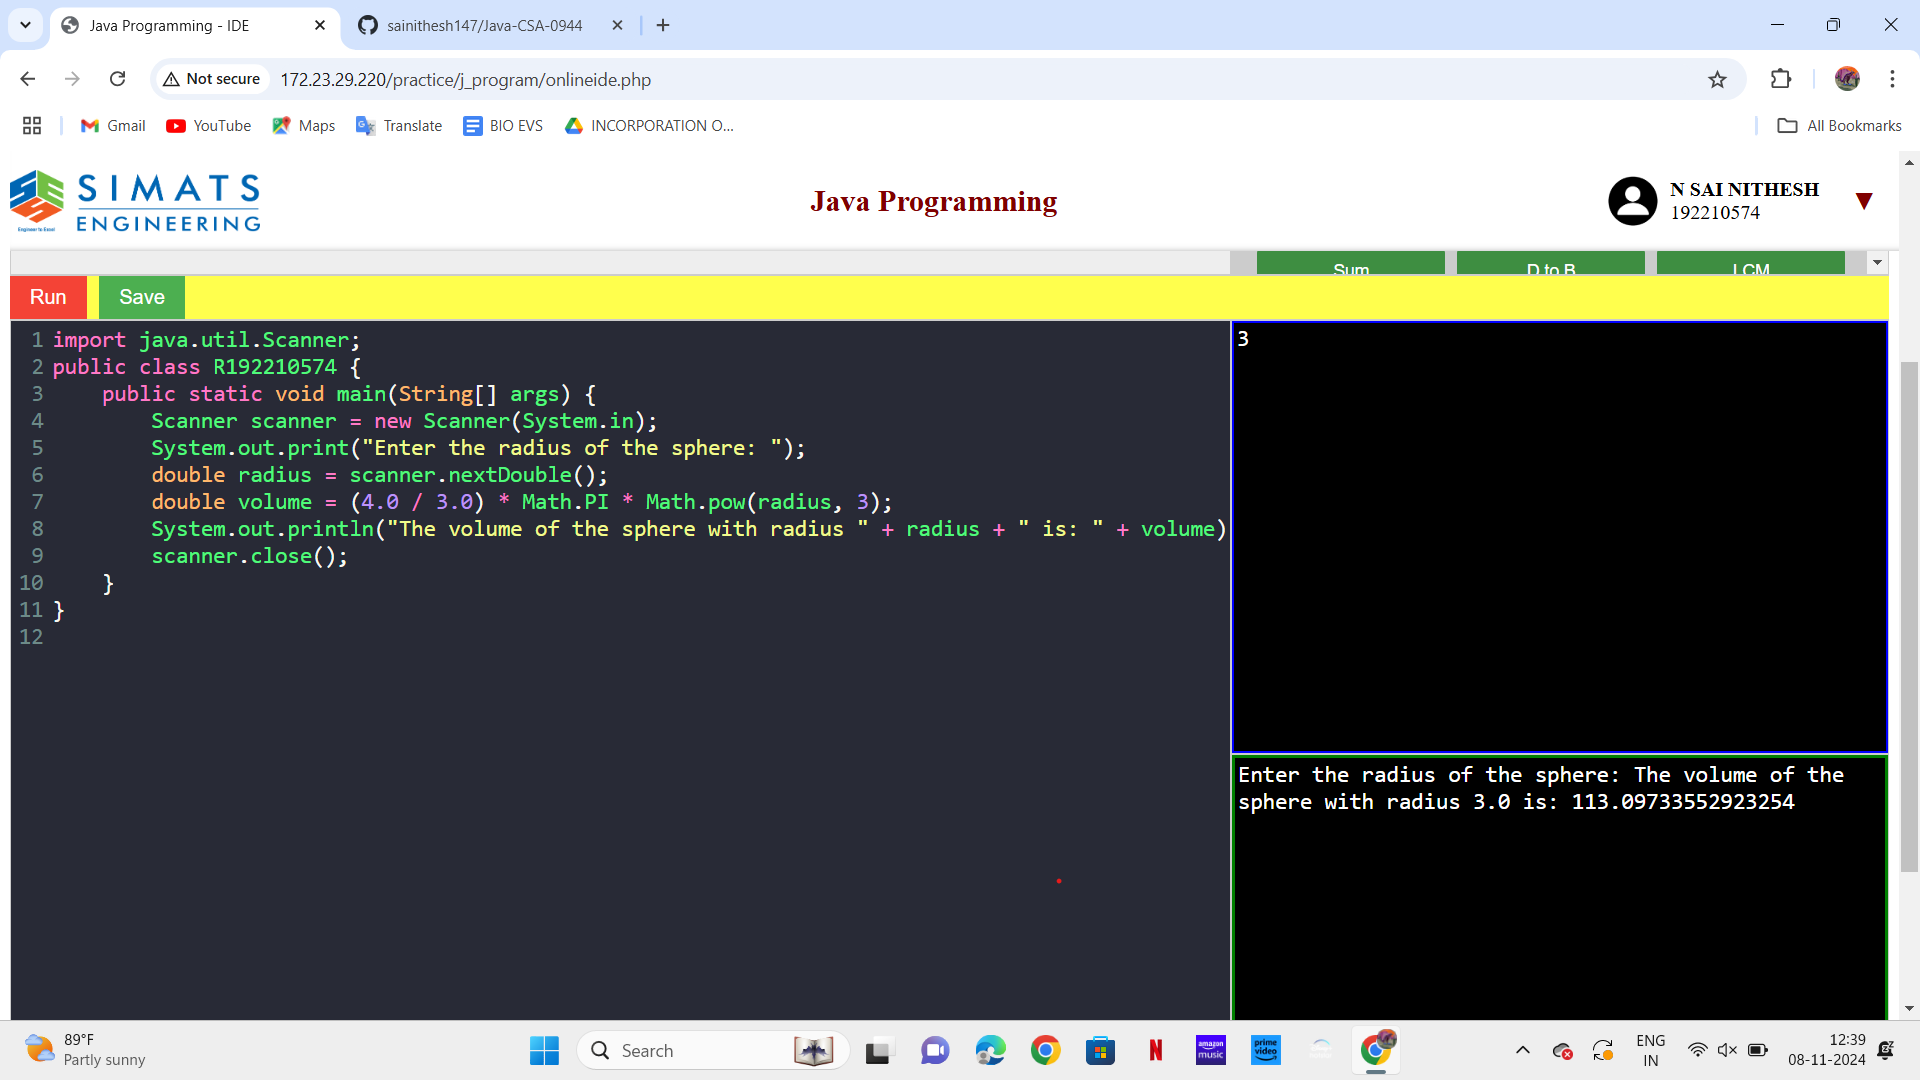 Java Programming - IDE
sainithesh147/Java-CSA-0944
Not secure
172.23.29.220/practice/j_program/onlineide.php
Gmail
YouTube
Maps
Translate
BIO EVS
INCORPORATION O...
All Bookmarks
SIMATS
ENGINEERING
Engineer to Excel
Java Programming
N SAI NITHESH
192210574
Sum
D to B
LCM
Run
Save
1 import java.util.Scanner;
2 public class R192210574 {
3     public static void main(String[] args) {
4         Scanner scanner = new Scanner(System.in);
5         System.out.print("Enter the radius of the sphere: ");
6         double radius = scanner.nextDouble();
7         double volume = (4.0 / 3.0) * Math.PI * Math.pow(radius, 3);
8         System.out.println("The volume of the sphere with radius " + radius + " is: " + volume)
9         scanner.close();
10     }
11 }
12
3
Enter the radius of the sphere: The volume of the
sphere with radius 3.0 is: 113.09733552923254
89°F
Partly sunny
Search
amazon
music
prime
video
ENG
IN
12:39
08-11-2024